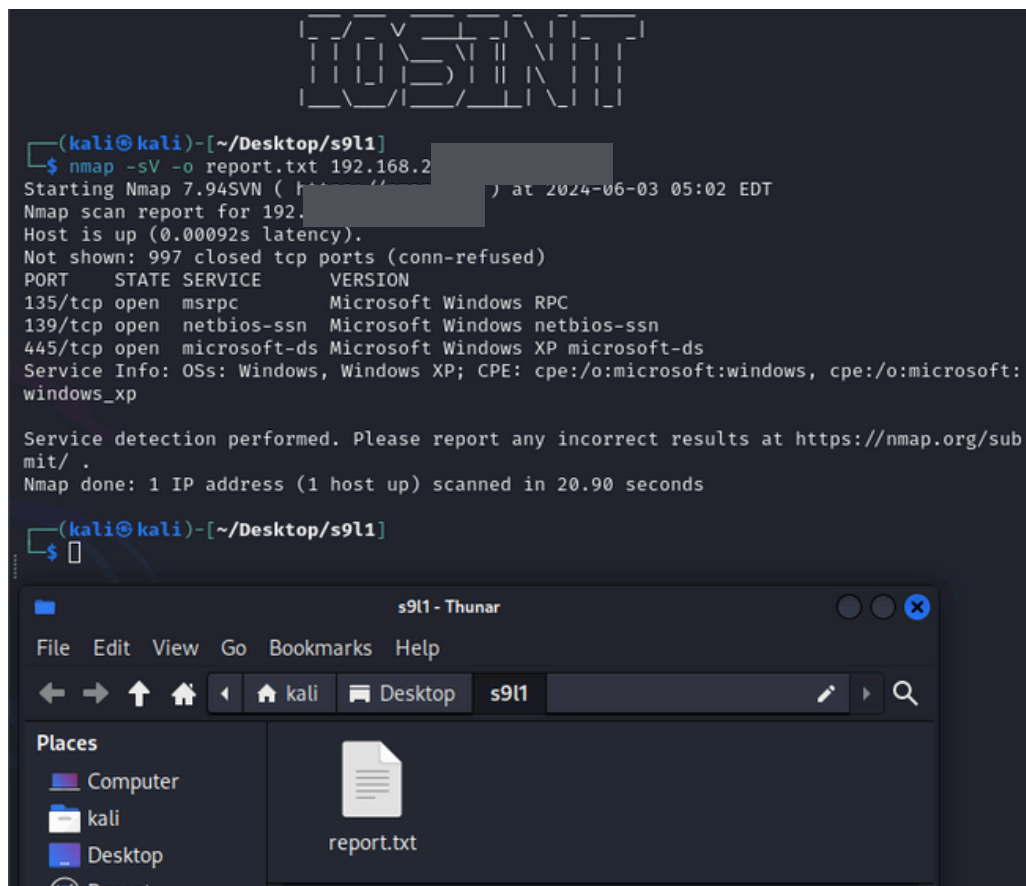 IOSINT
(kali㉿kali)-[~/Desktop/s9l1]
$ nmap -sV -o report.txt 192.168.2
Starting Nmap 7.94SVN ( ) at 2024-06-03 05:02 EDT
Nmap scan report for 192.
Host is up (0.00092s latency).
Not shown: 997 closed tcp ports (conn-refused)
PORT    STATE SERVICE      VERSION
135/tcp open  msrpc        Microsoft Windows RPC
139/tcp open  netbios-ssn  Microsoft Windows netbios-ssn
445/tcp open  microsoft-ds Microsoft Windows XP microsoft-ds
Service Info: OSs: Windows, Windows XP; CPE: cpe:/o:microsoft:windows, cpe:/o:microsoft:
windows_xp
Service detection performed. Please report any incorrect results at https://nmap.org/sub
mit/ .
Nmap done: 1 IP address (1 host up) scanned in 20.90 seconds
(kali㉿kali)-[~/Desktop/s9l1]
$
s9l1 - Thunar
File Edit View Go Bookmarks Help
kali Desktop s9l1
Places
Computer
kali
Desktop
report.txt